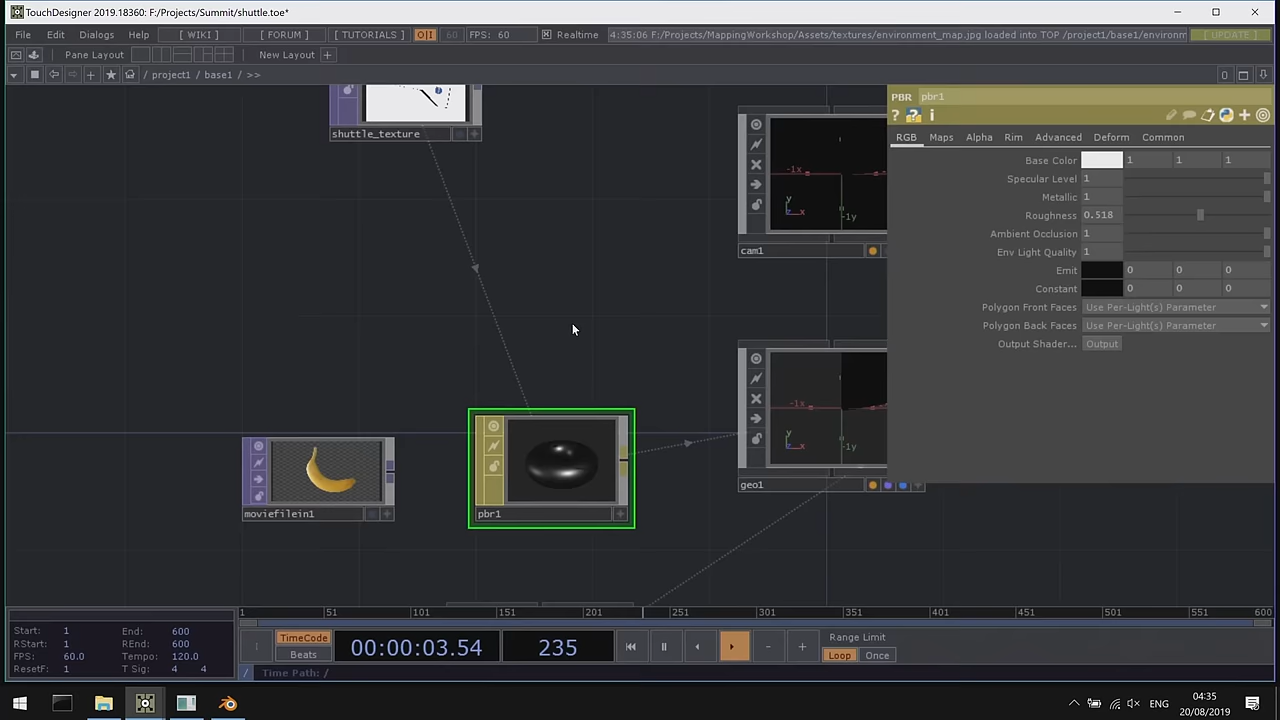 TouchDesigner 2019.18360: F:/Projects/Summit/shuttle.toe*
File Edit Dialogs Help [ WIKI ] [ FORUM ] [ TUTORIALS ] O|I 60 FPS: 60 Realtime 4:35:06 F:/Projects/MappingWorkshop/Assets/textures/environment_map.jpg loaded into TOP /project1/base1/environm [ UPDATE ]
Pane Layout New Layout +
/ project1 / base1 / >> 0
PBR pbr1
? ? i
RGB Maps Alpha Rim Advanced Deform Common
Base Color 1 1 1
Specular Level 1
Metallic 1
Roughness 0.518
Ambient Occlusion 1
Env Light Quality 1
Emit 0 0 0
Constant 0 0 0
Polygon Front Faces Use Per-Light(s) Parameter
Polygon Back Faces Use Per-Light(s) Parameter
Output Shader... Output
shuttle_texture
-1x
y
x
-1y
cam1
-1x
y
x
-1y
geo1
moviefilein1
pbr1
1 51 101 151 201 251 301 351 401 451 501 551 600
Start: 1 End: 600
RStart: 1 REnd: 600
FPS: 60.0 Tempo: 120.0
ResetF: 1 T Sig: 4 4
TimeCode
Beats
00:00:03.54 235
Range Limit
Loop Once
/ Time Path: /
ENG
04:35
20/08/2019